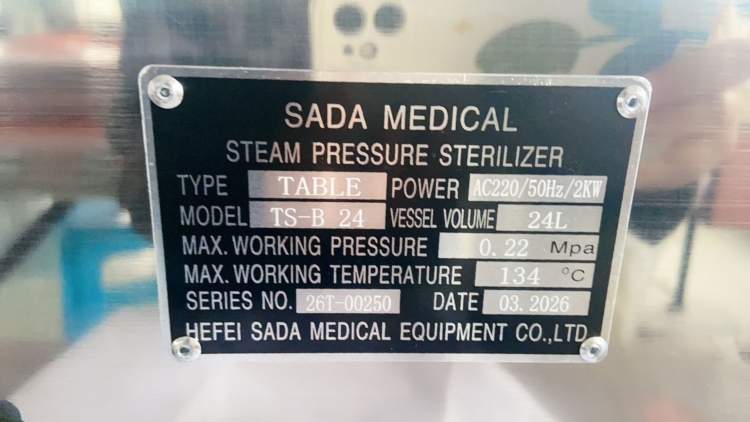 SADA MEDICAL
STEAM PRESSURE STERILIZER
TYPE TABLE POWER AC220/50Hz/2KW
MODEL TS-B 24 VESSEL VOLUME 24L
MAX. WORKING PRESSURE 0.22 Mpa
MAX. WORKING TEMPERATURE 134 °C
SERIES NO. 26T-00250 DATE 03.2026
HEFEI SADA MEDICAL EQUIPMENT CO.,LTD